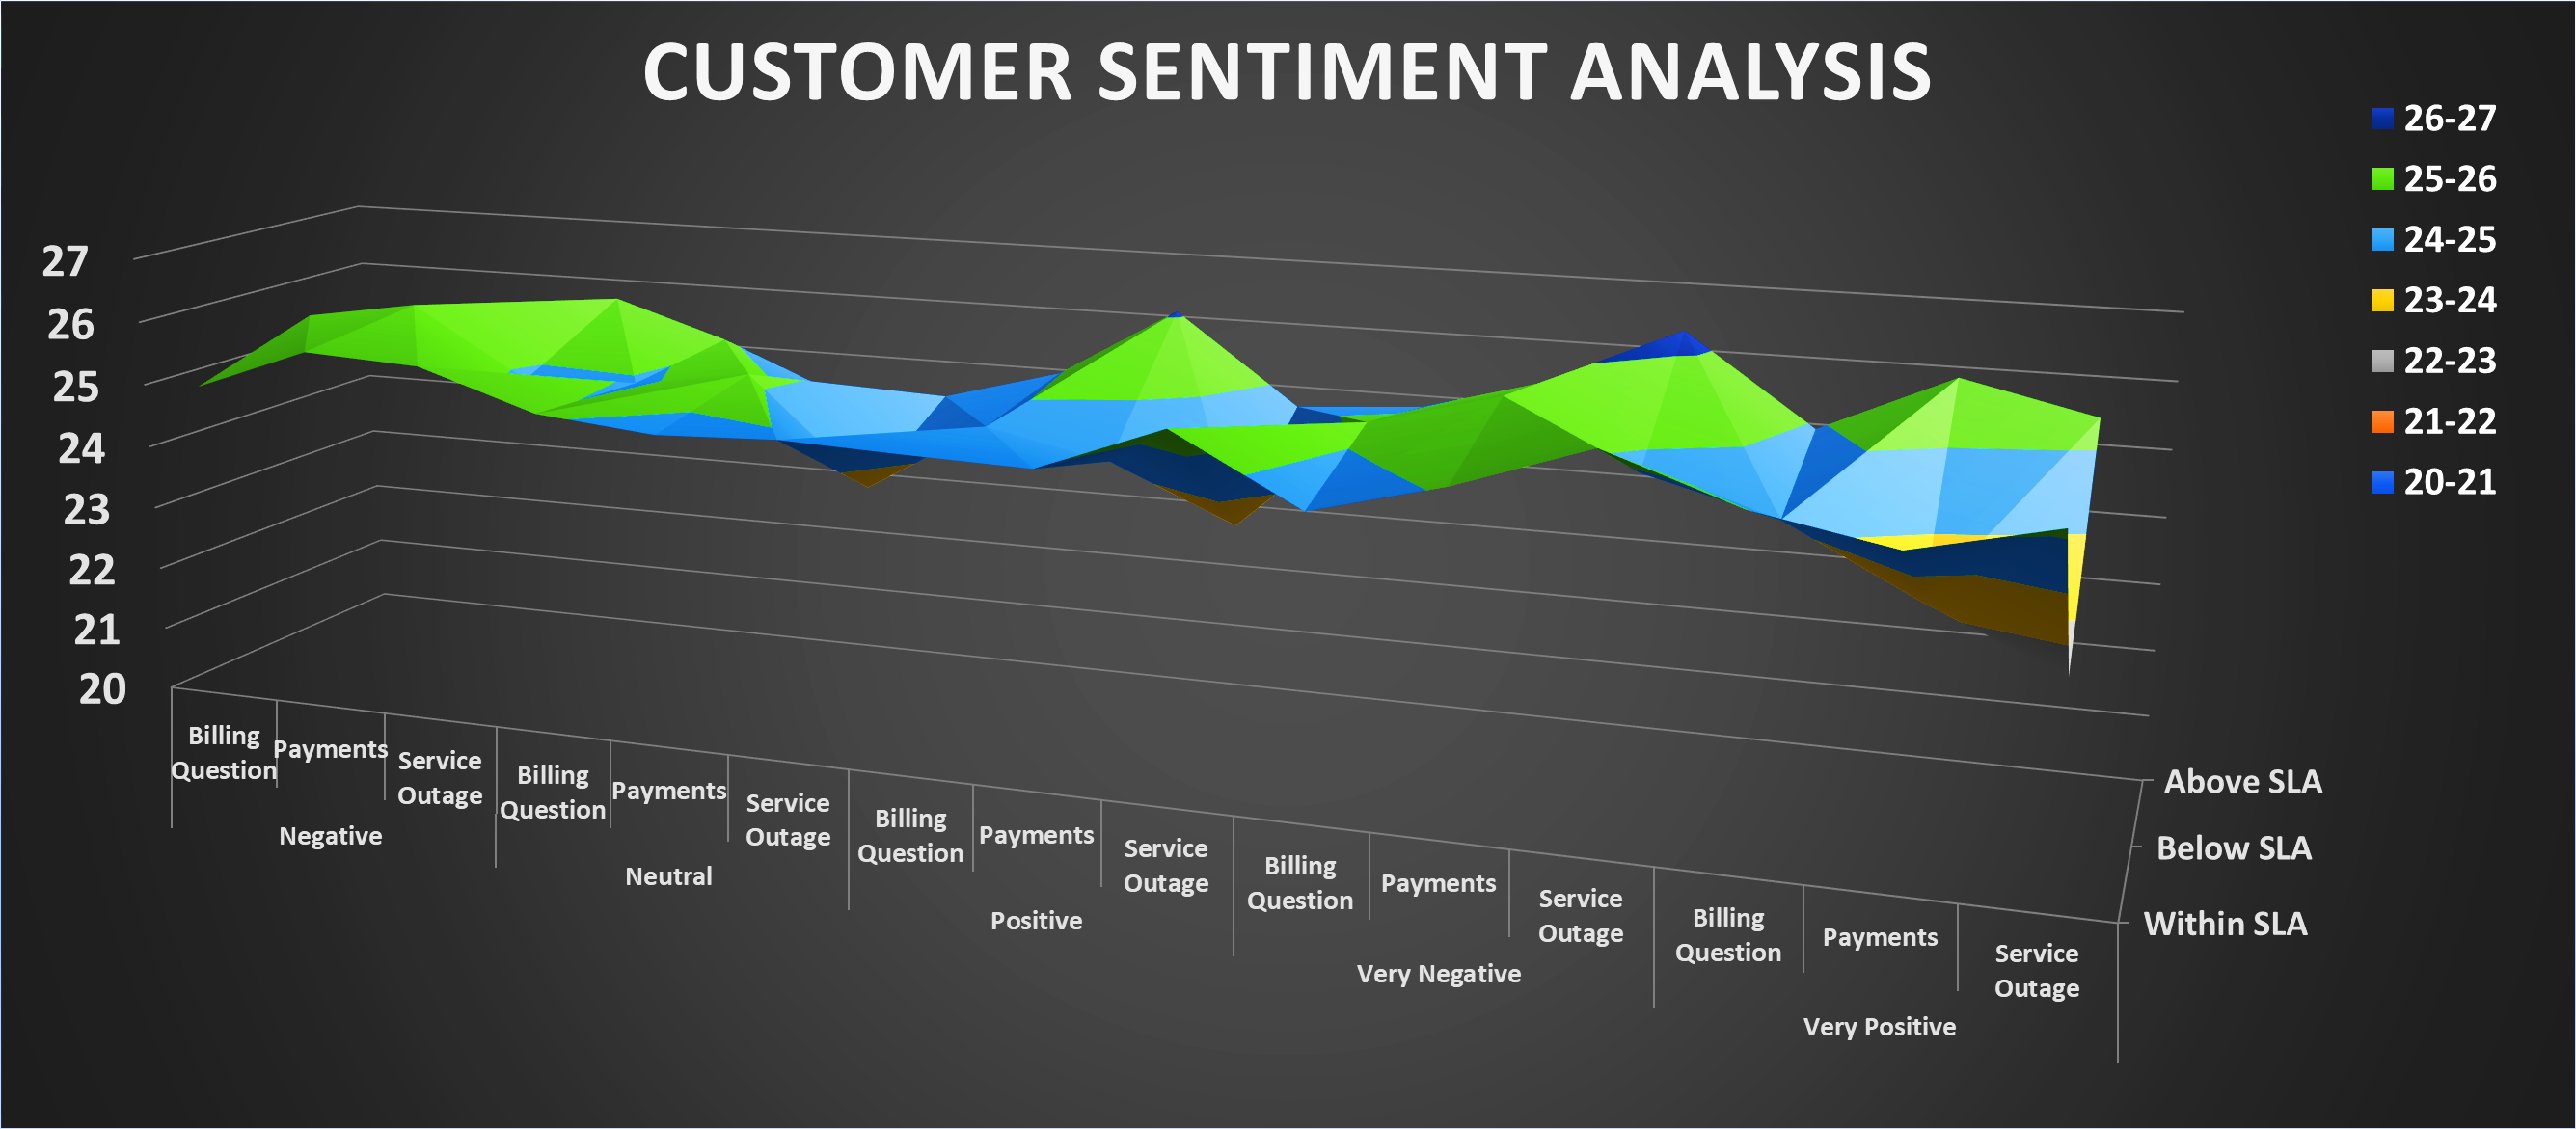 CUSTOMER SENTIMENT ANALYSIS
26-27
25-26
24-25
23-24
22-23
21-22
20-21
27
26
25
24
23
22
21
20
Billing
Question
Payments
Service
Outage
Negative
Billing
Question
Payments
Service
Outage
Neutral
Billing
Question
Payments
Service
Outage
Positive
Billing
Question
Payments
Service
Outage
Very Negative
Billing
Question
Payments
Service
Outage
Very Positive
Above SLA
Below SLA
Within SLA